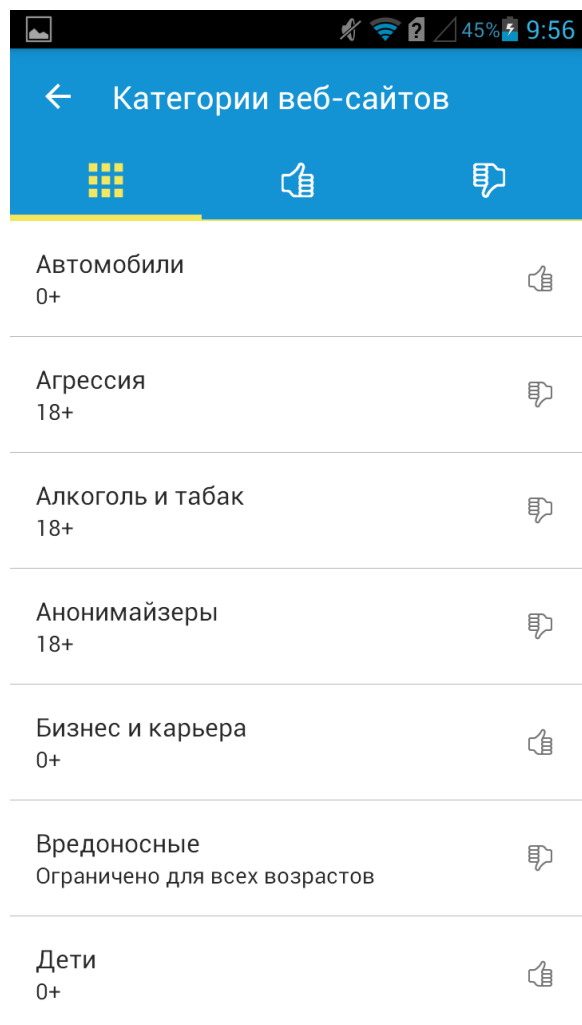 45% 9:56
Категории веб-сайтов
Автомобили
0+
Агрессия
18+
Алкоголь и табак
18+
Анонимайзеры
18+
Бизнес и карьера
0+
Вредоносные
Ограничено для всех возрастов
Дети
0+